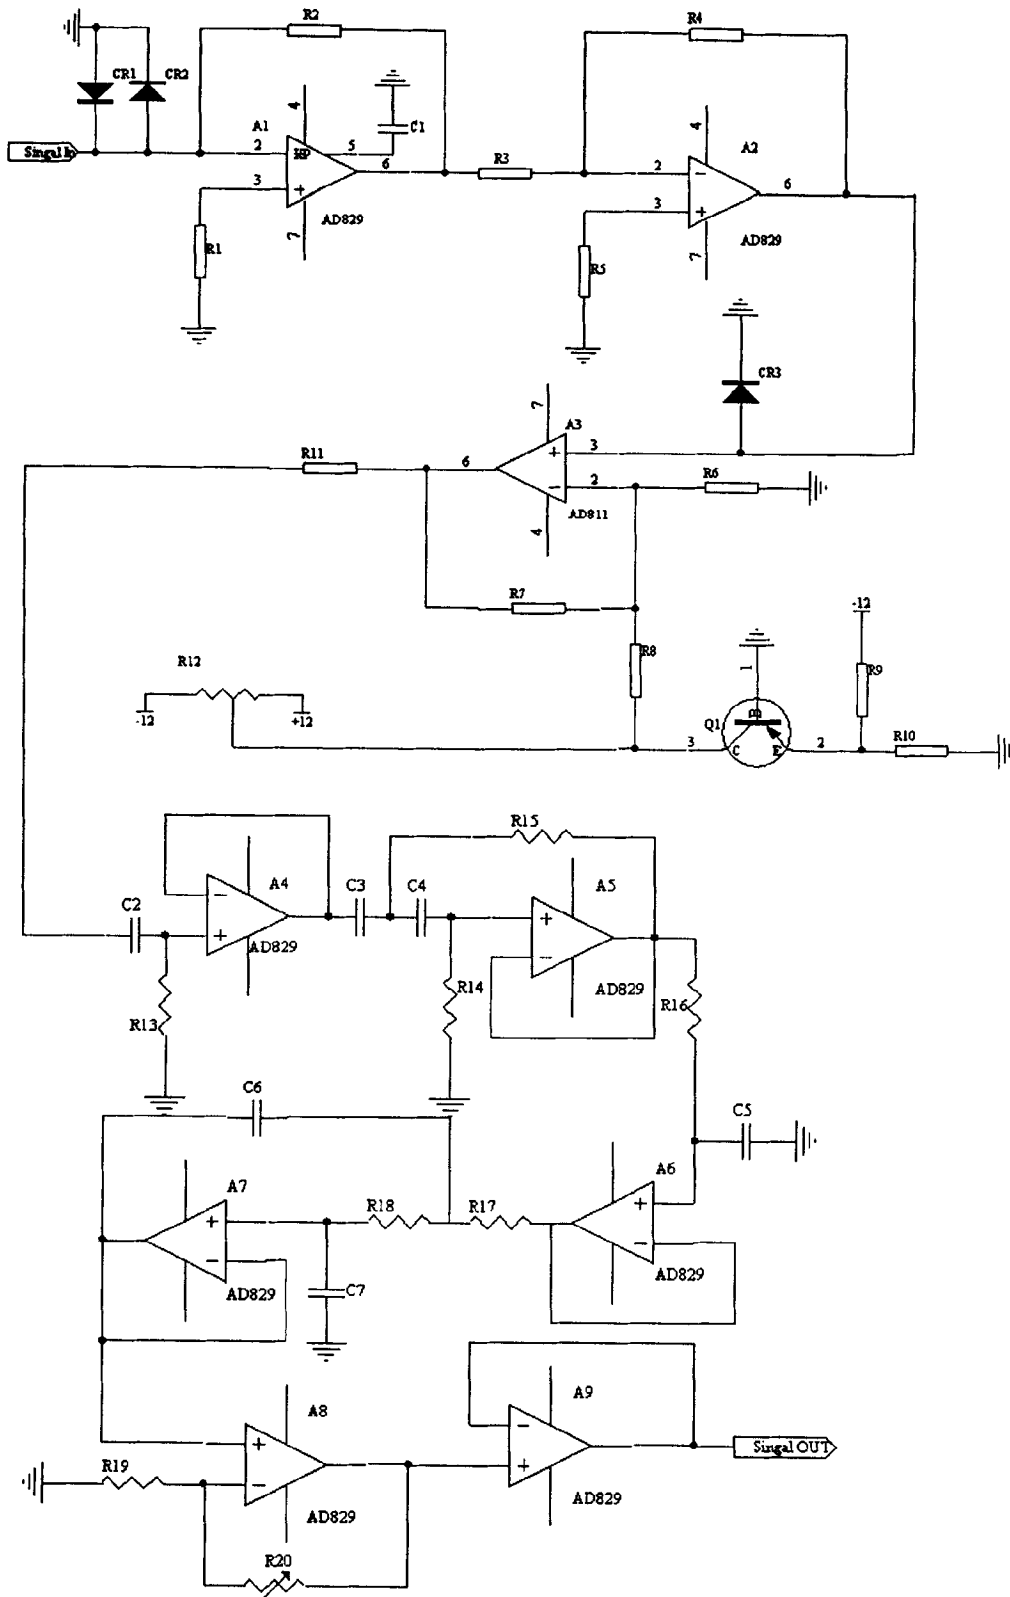 R2
R4
CR1 CR2
4
C1
A1
4
A2
Singal In
2
5
6
R3
2
-
6
3
+
3
+
AD829
AD829
R1
7
R5
7
CR3
7
A3
+
3
R11
6
-
2
R6
AD811
4
R7
-12
R12
R8
1
R9
-12
+12
Q1
B
R10
3
C
E
2
R15
A4
C3
C4
A5
C2
-
+
+
AD829
-
R14
AD829
R16
R13
C6
C5
A7
A6
R18
R17
+
+
-
-
AD829
C7
AD829
A8
A9
-
Singal OUT
+
+
R19
-
AD829
AD829
R20